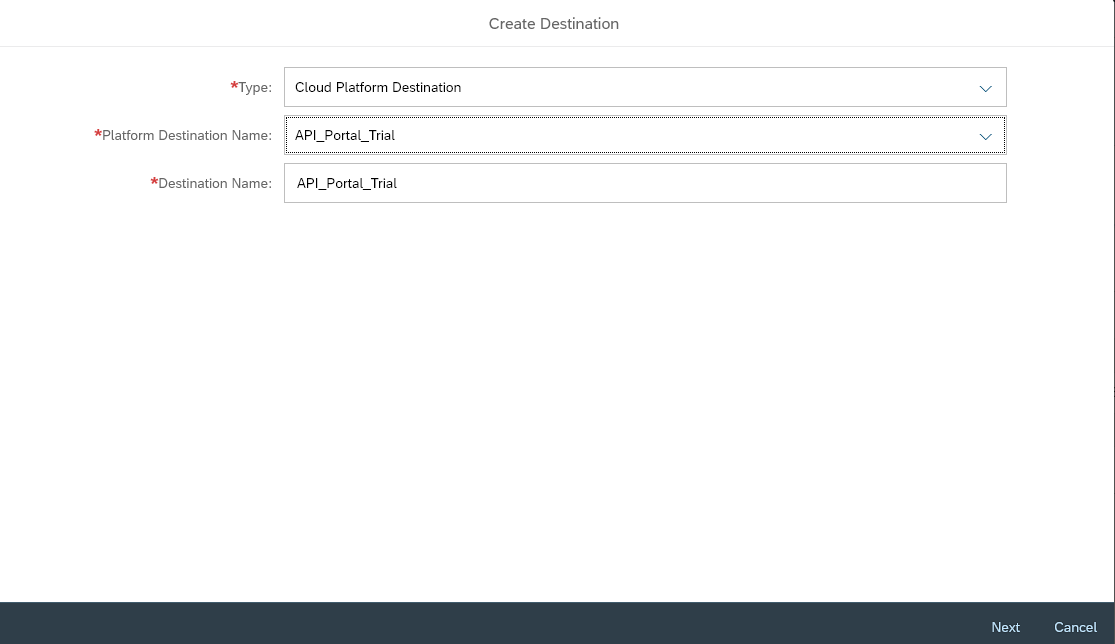 Create Destination
*Type: Cloud Platform Destination
*Platform Destination Name: API_Portal_Trial
*Destination Name: API_Portal_Trial
Next Cancel